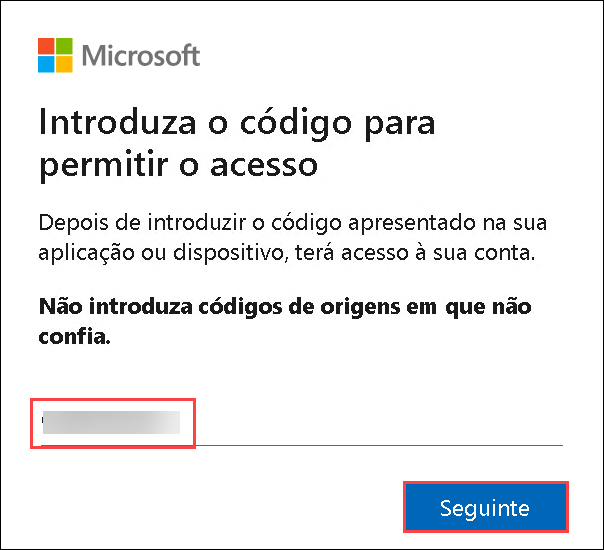 Microsoft
Introduza o código para
permitir o acesso
Depois de introduzir o código apresentado na sua
aplicação ou dispositivo, terá acesso à sua conta.
Não introduza códigos de origens em que não
confia.
Seguinte